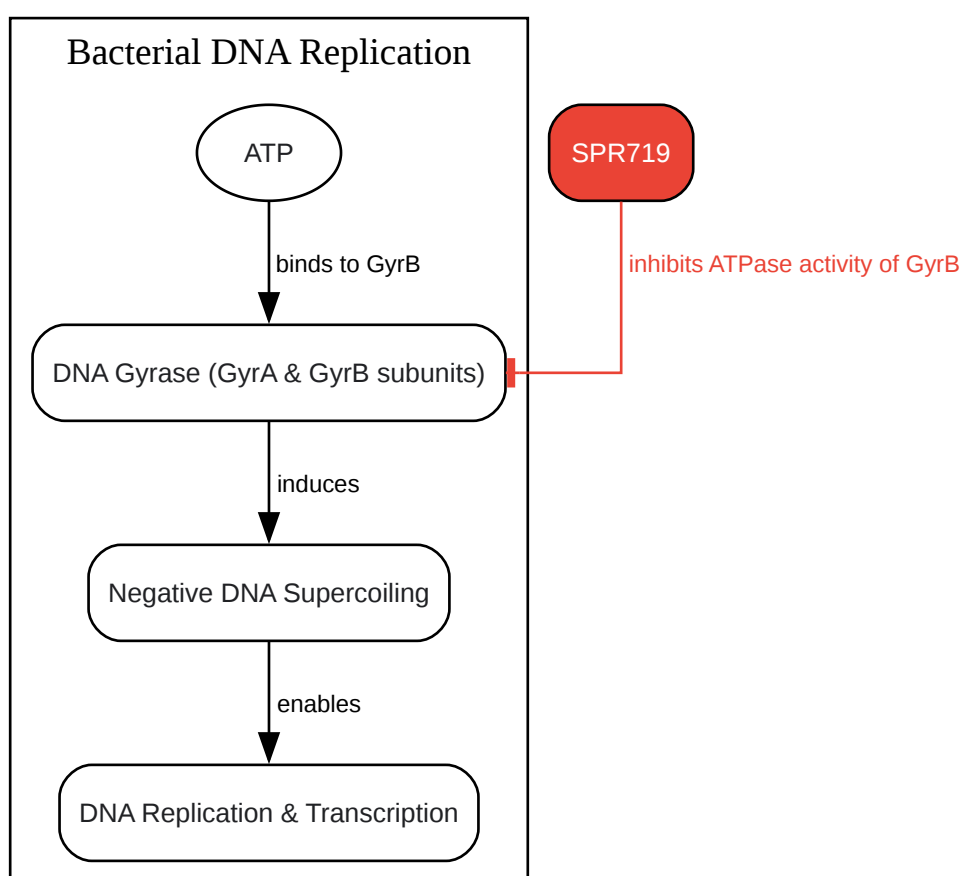 Bacterial DNA Replication
ATP
SPR719
binds to GyrB
inhibits ATPase activity of GyrB
DNA Gyrase (GyrA & GyrB subunits)
induces
Negative DNA Supercoiling
enables
DNA Replication & Transcription